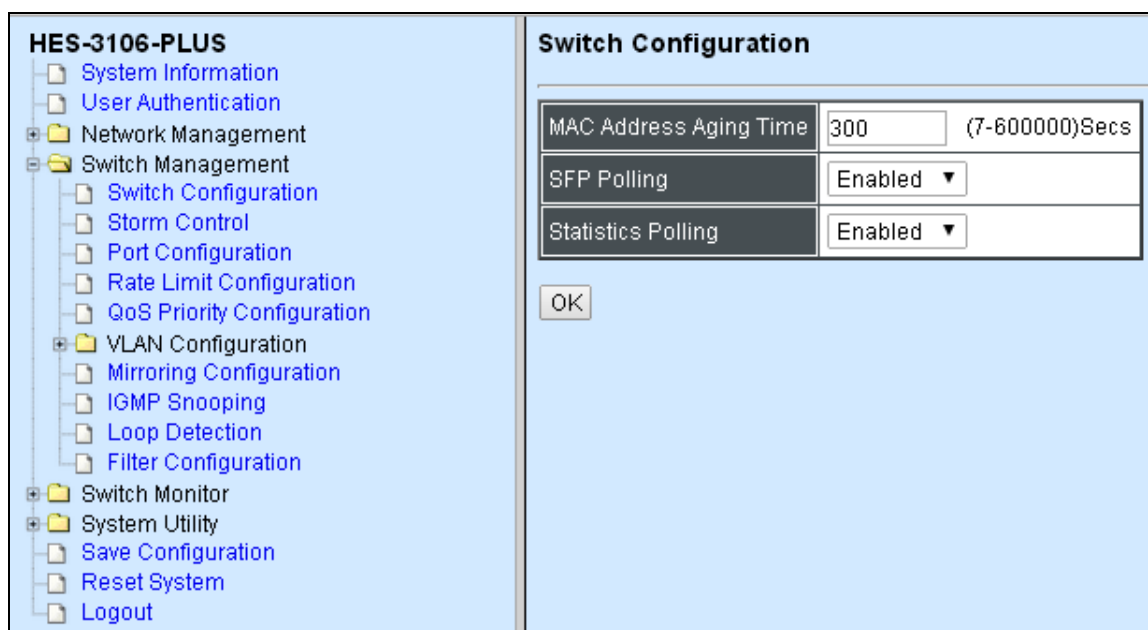 HES-3106-PLUS
System Information
User Authentication
Network Management
Switch Management
Switch Configuration
Storm Control
Port Configuration
Rate Limit Configuration
QoS Priority Configuration
VLAN Configuration
Mirroring Configuration
IGMP Snooping
Loop Detection
Filter Configuration
Switch Monitor
System Utility
Save Configuration
Reset System
Logout
Switch Configuration
MAC Address Aging Time 300 (7-600000)Secs
SFP Polling Enabled
Statistics Polling Enabled
OK